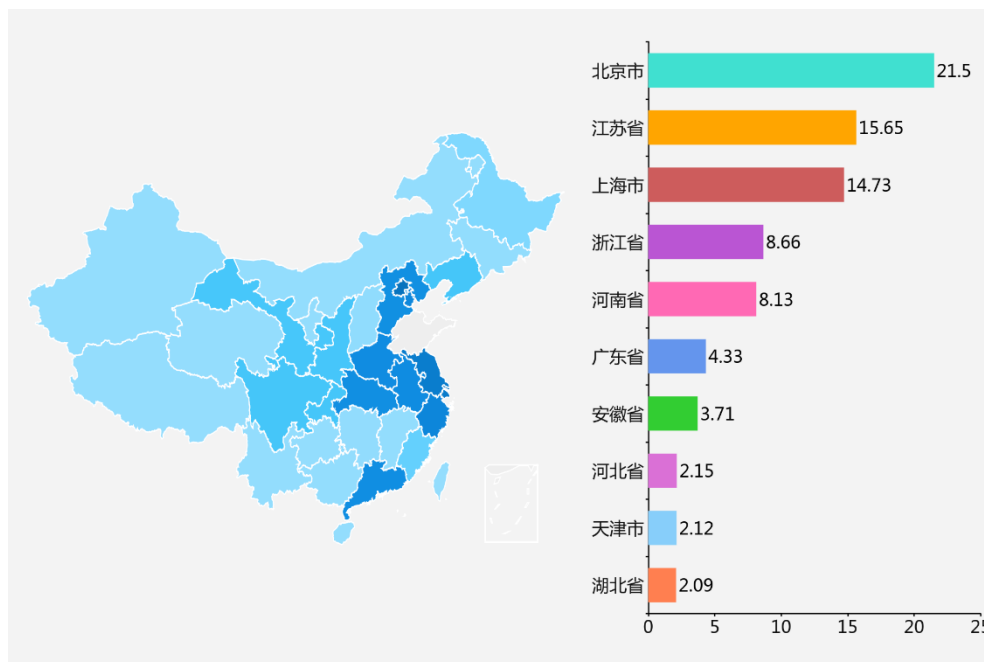 北京市 21.5
江苏省 15.65
上海市 14.73
浙江省 8.66
河南省 8.13
广东省 4.33
安徽省 3.71
河北省 2.15
天津市 2.12
湖北省 2.09
0 5 10 15 20 25